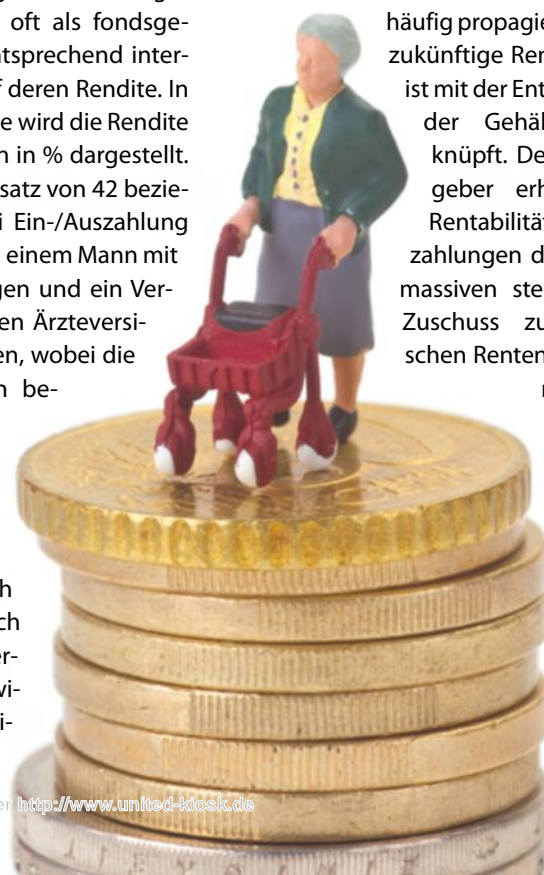 oft als fondsge-
tsprechend inter-
f deren Rendite. In
e wird die Rendite
n in % dargestellt.
satz von 42 bezie-
i Ein-/Auszahlung
einem Mann mit
gen und ein Ver-
en Ärzteversi-
en, wobei die
n be-
h
ch
er-
wi-
i-
häufig propagie
zukünftige Ren
ist mit der Ent
der Gehäl
knüpft. De
geber erh
Rentabilitä
zahlungen d
massiven ste
Zuschuss zu
schen Renten
er http://www.united-kiosk.de